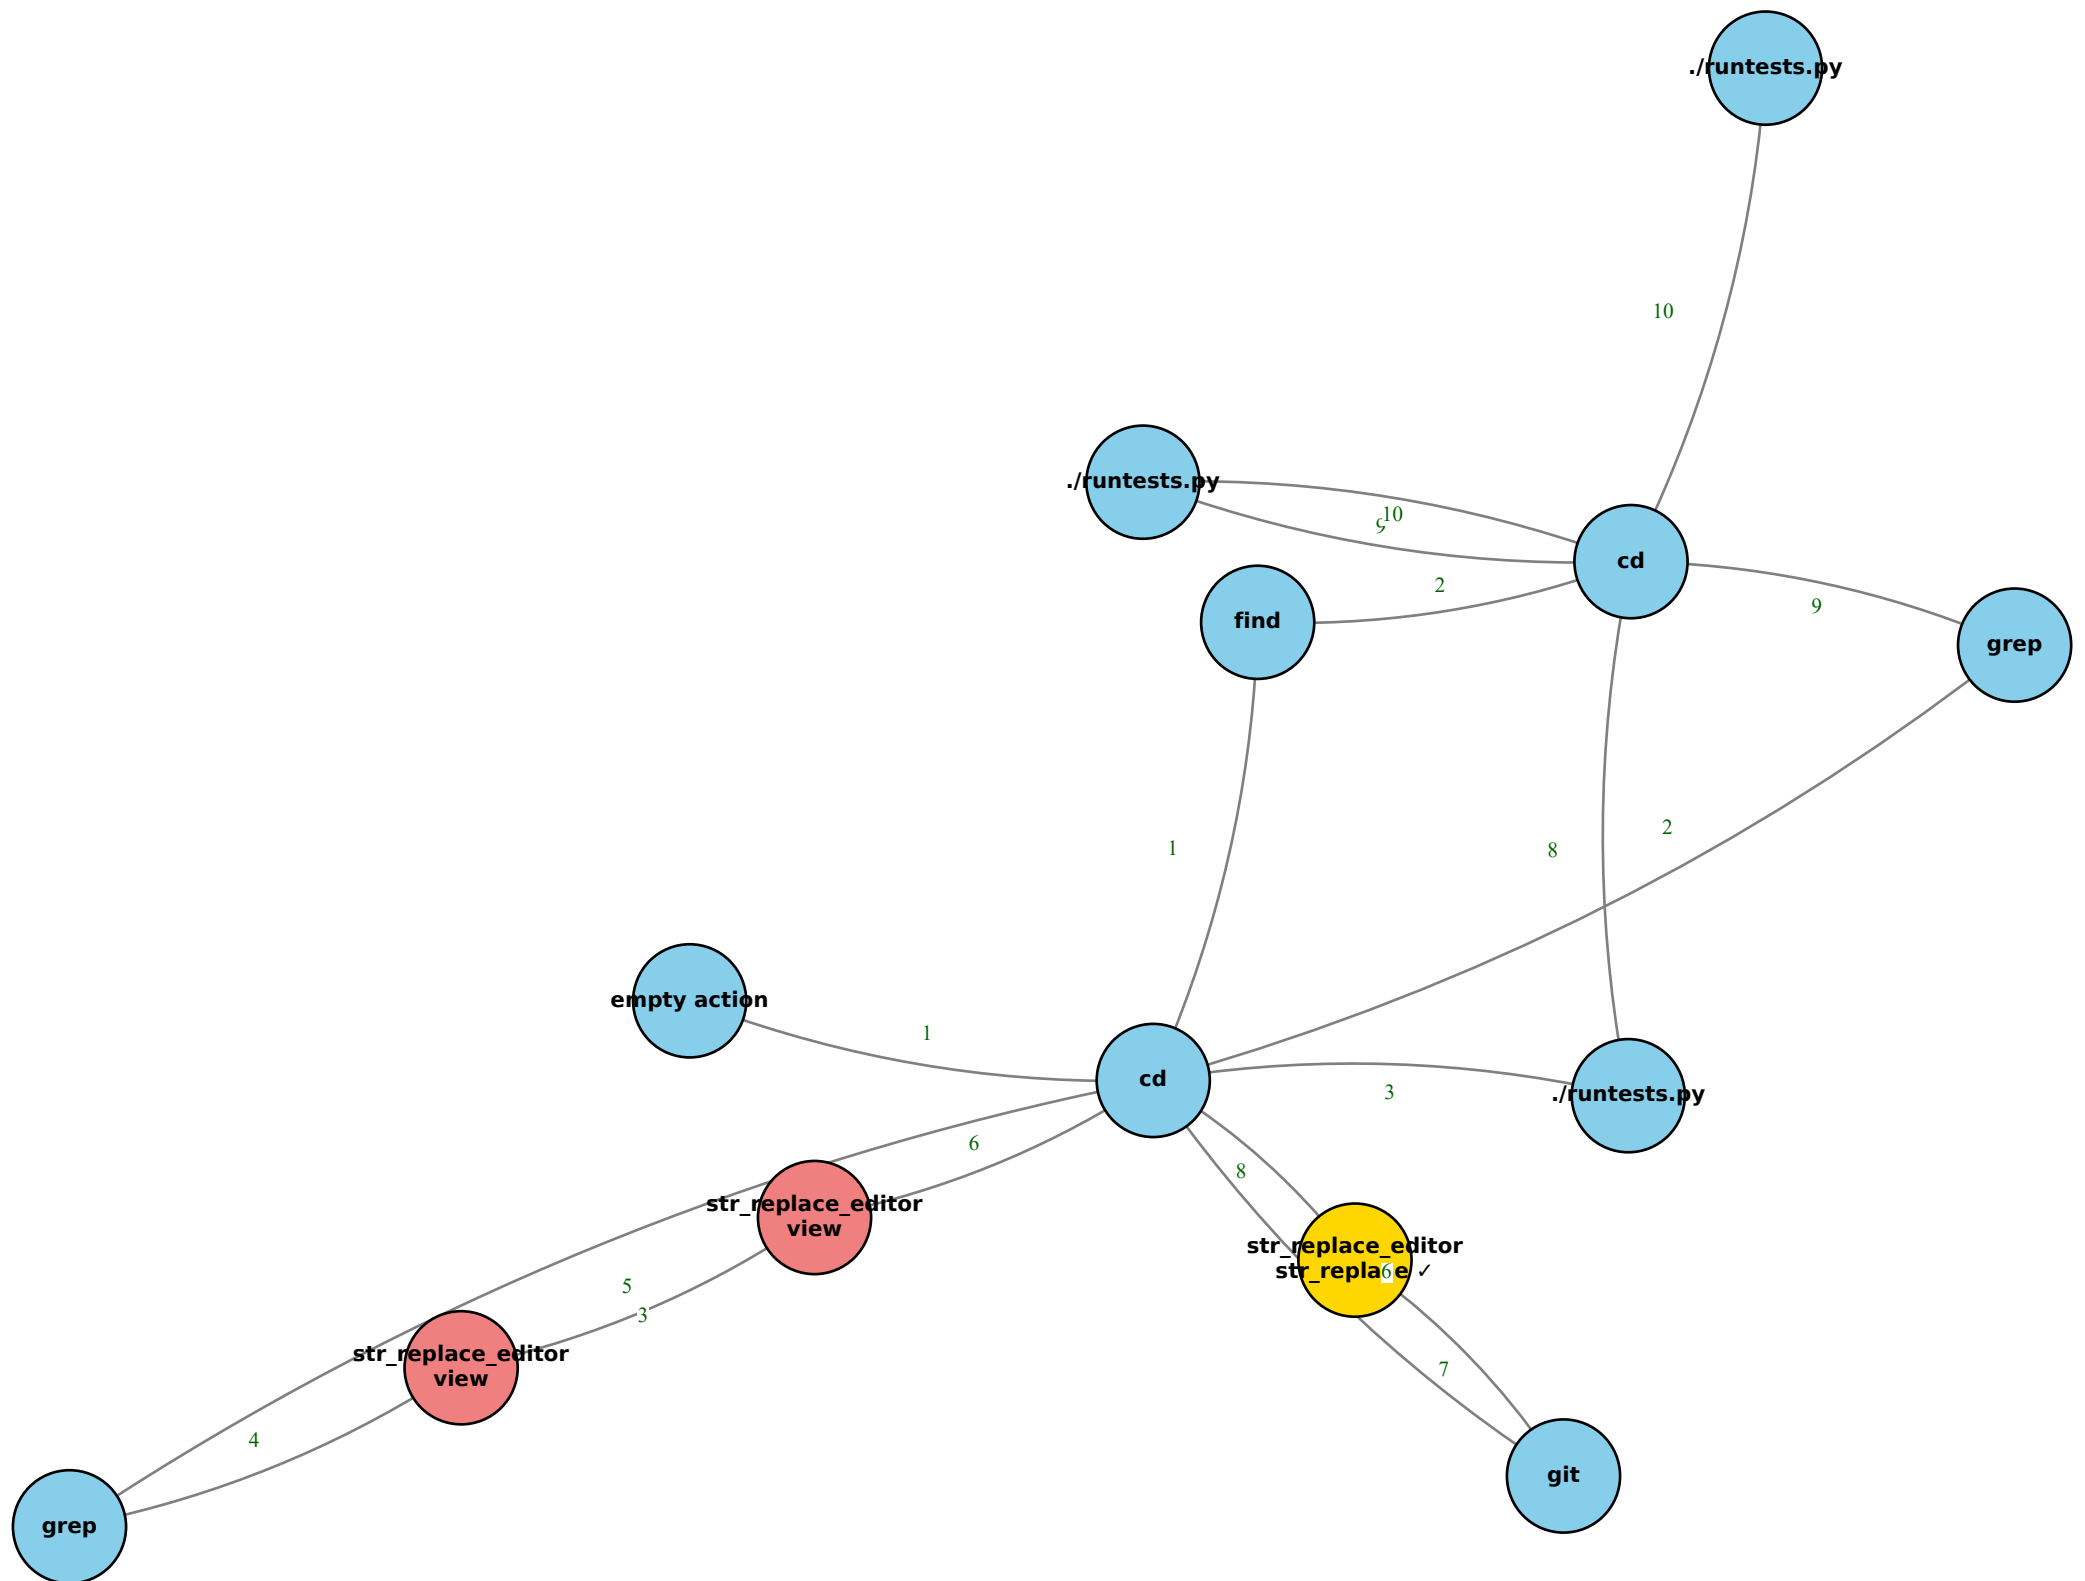 ./runtests.py
10
./runtests.py
10
9
cd
2
find
9
grep
1
2
8
empty action
1
cd
3
./runtests.py
6
8
str_replace_editor
view
str_replace_editor
6
5
3
7
str_replace_editor
view
4
git
grep